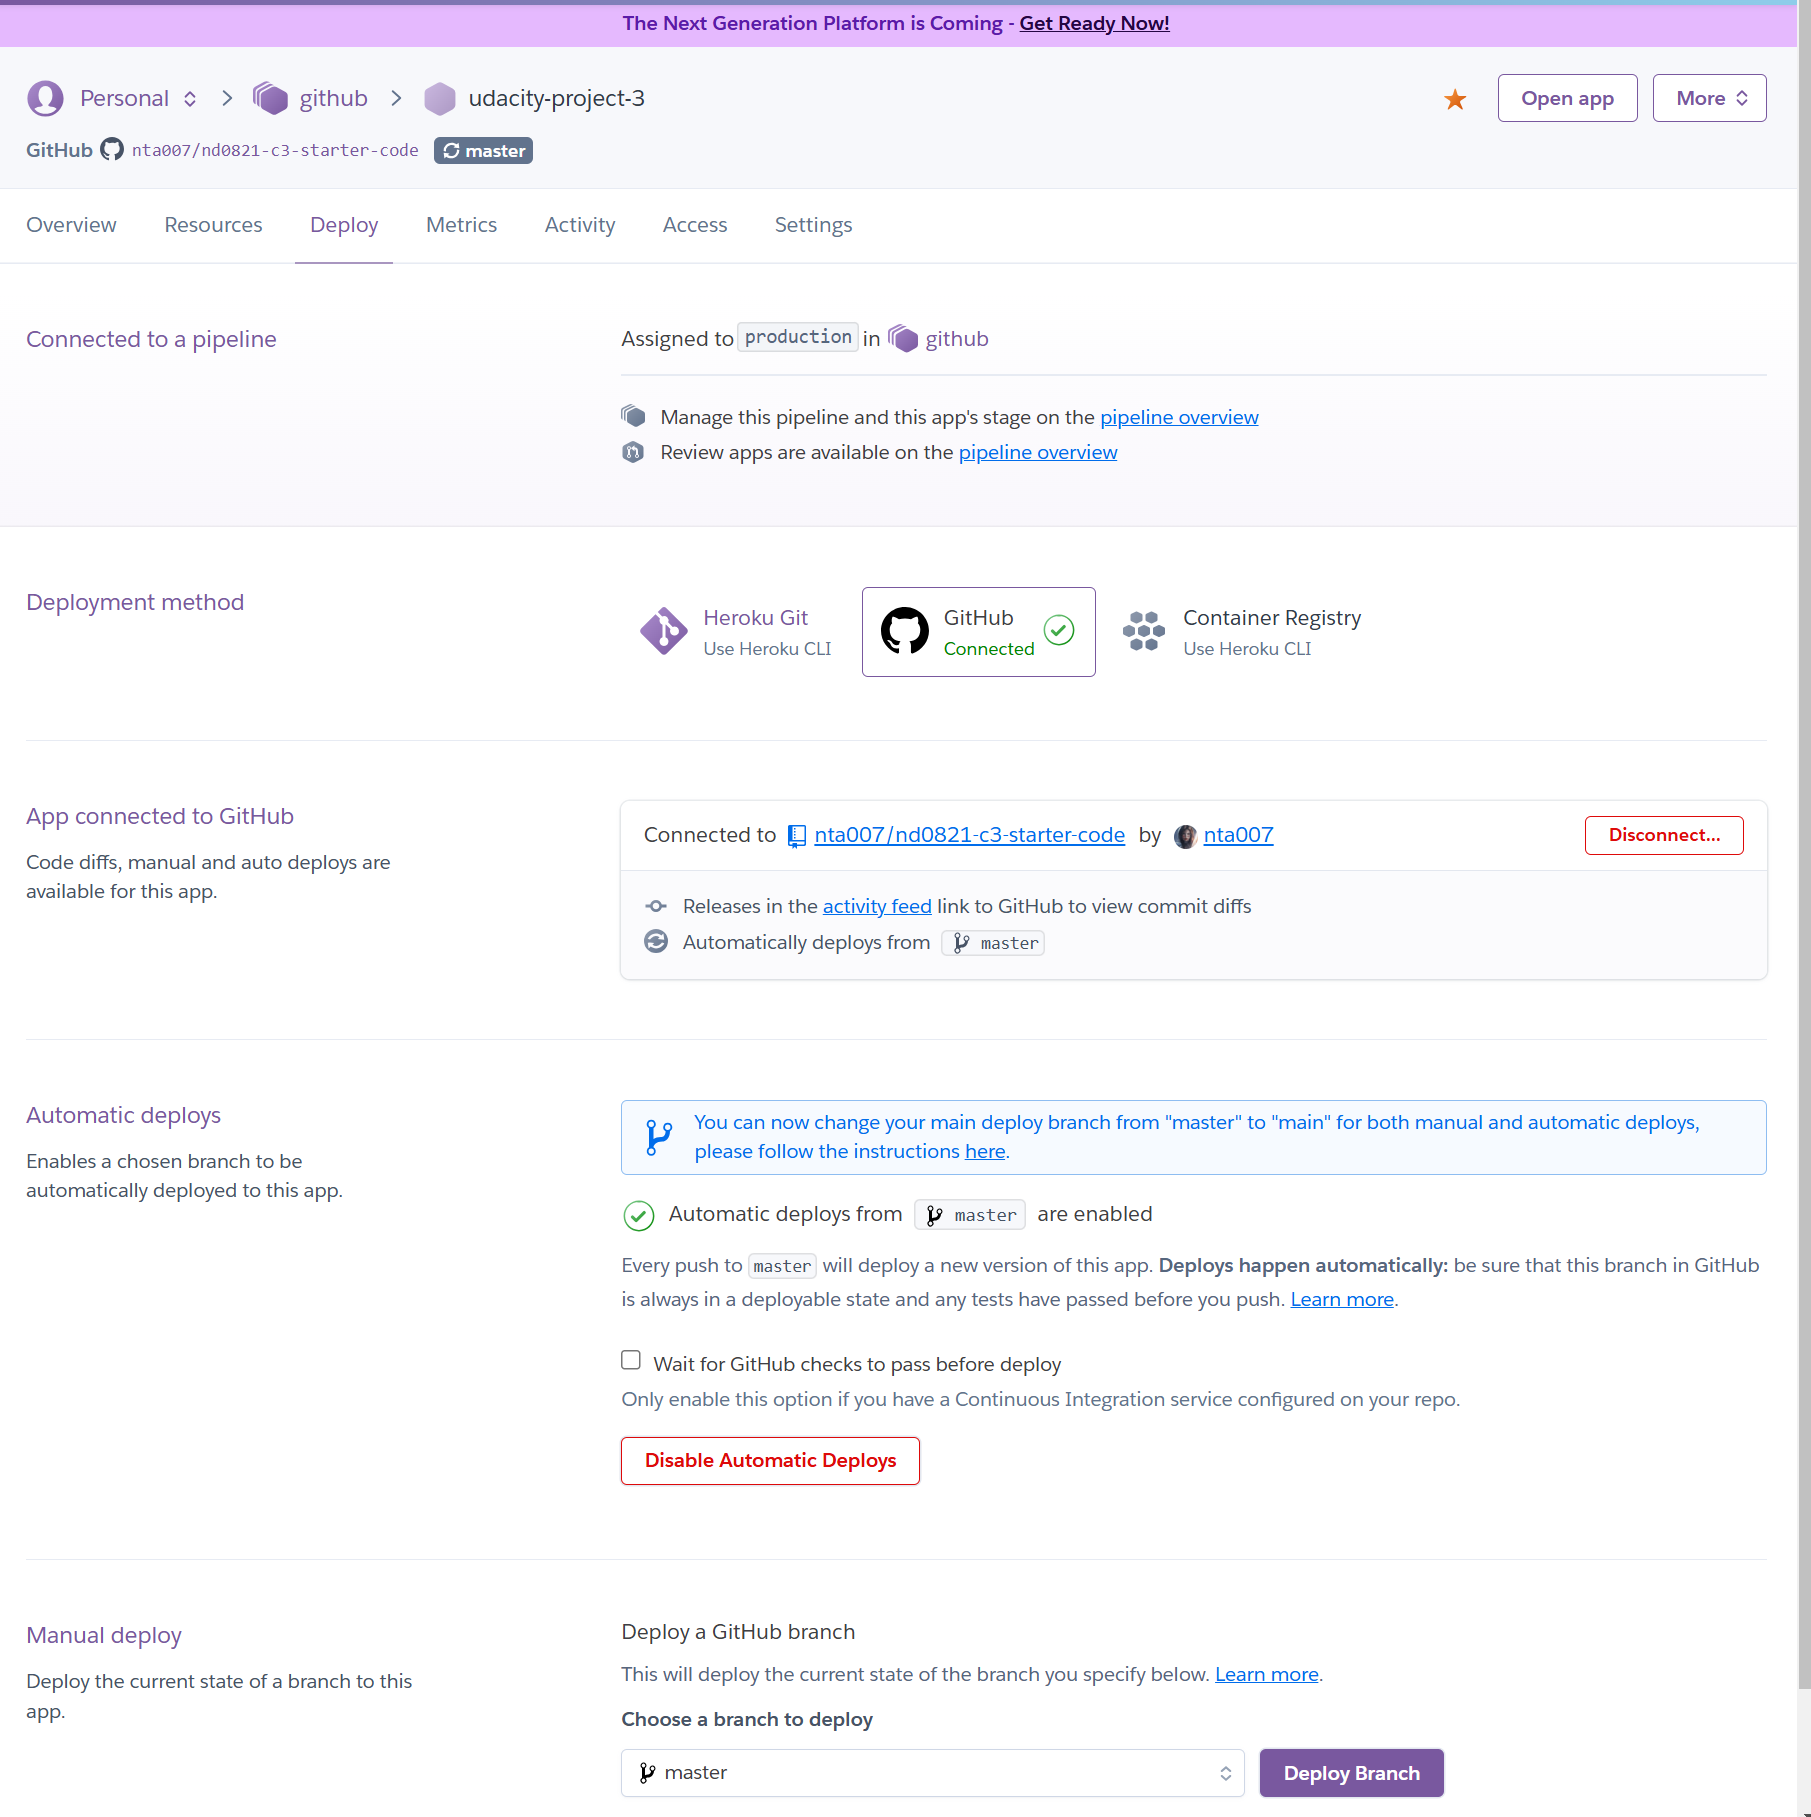 The Next Generation Platform is Coming - Get Ready Now!
Personal github udacity-project-3 Open app More
GitHub nta007/nd0821-c3-starter-code master
Overview Resources Deploy Metrics Activity Access Settings
Connected to a pipeline
Assigned to production in github
Manage this pipeline and this app's stage on the pipeline overview
Review apps are available on the pipeline overview
Deployment method
Heroku Git
Use Heroku CLI
GitHub
Connected
Container Registry
Use Heroku CLI
App connected to GitHub
Code diffs, manual and auto deploys are
available for this app.
Connected to nta007/nd0821-c3-starter-code by nta007 Disconnect...
Releases in the activity feed link to GitHub to view commit diffs
Automatically deploys from master
Automatic deploys
Enables a chosen branch to be
automatically deployed to this app.
You can now change your main deploy branch from "master" to "main" for both manual and automatic deploys,
please follow the instructions here.
Automatic deploys from master are enabled
Every push to master will deploy a new version of this app. Deploys happen automatically: be sure that this branch in GitHub
is always in a deployable state and any tests have passed before you push. Learn more.
Wait for GitHub checks to pass before deploy
Only enable this option if you have a Continuous Integration service configured on your repo.
Disable Automatic Deploys
Manual deploy
Deploy the current state of a branch to this
app.
Deploy a GitHub branch
This will deploy the current state of the branch you specify below. Learn more.
Choose a branch to deploy
master Deploy Branch